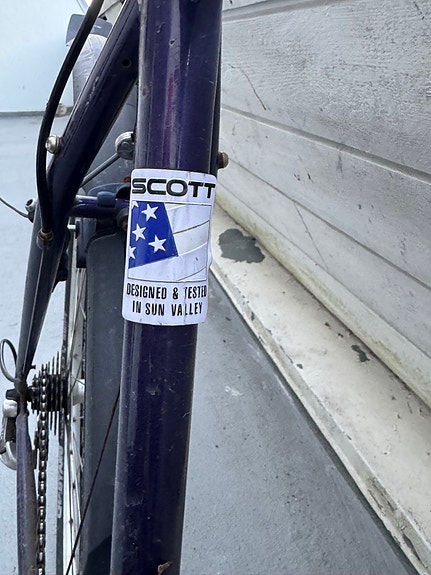 SCOTT
DESIGNED & TESTED
IN SUN VALLEY